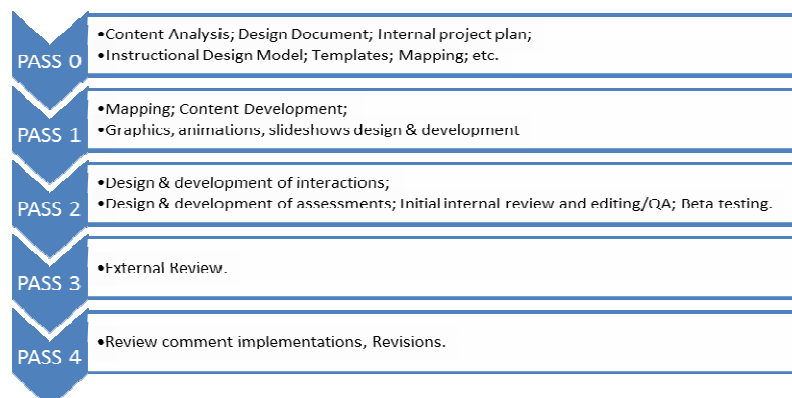 PASS 0
•Content Analysis; Design Document; Internal project plan;
•Instructional Design Model; Templates; Mapping; etc.
PASS 1
•Mapping; Content Development;
•Graphics, animations, slideshows design & development
PASS 2
•Design & development of interactions;
•Design & development of assessments; Initial internal review and editing/QA; Beta testing.
PASS 3
•External Review.
PASS 4
•Review comment implementations, Revisions.